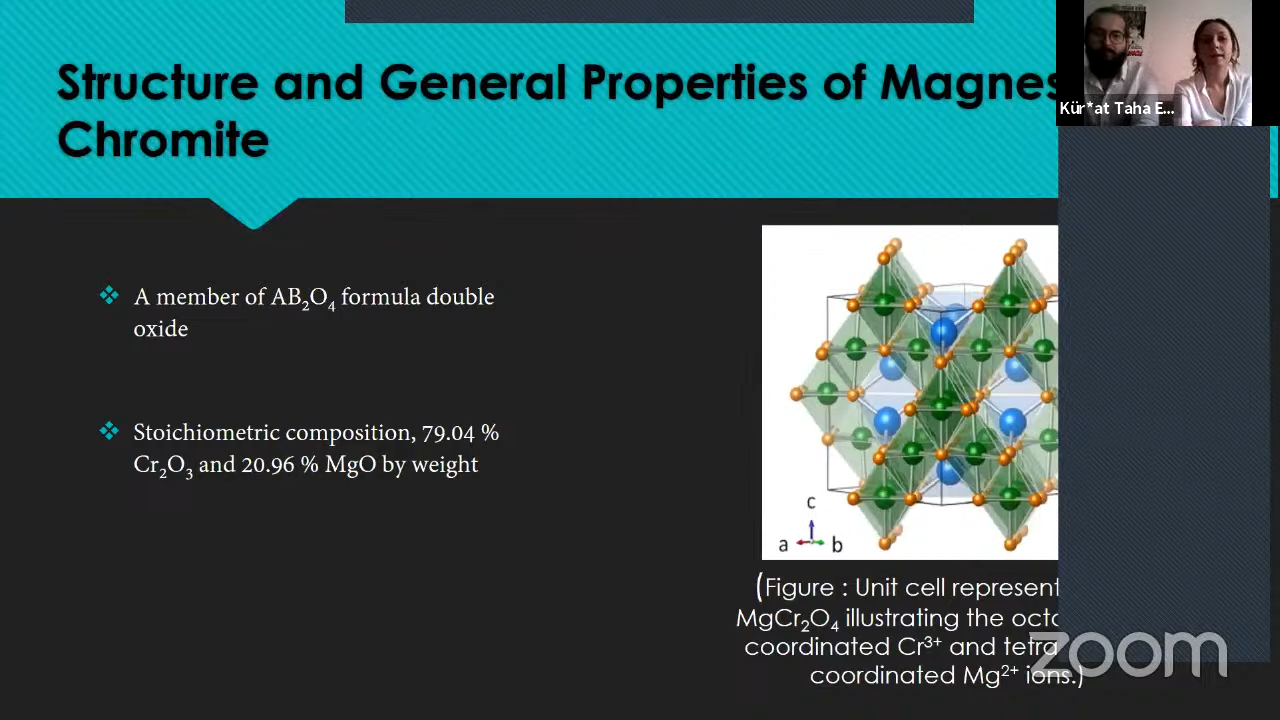 Structure and General Properties of Magnes
Chromite
Kür*at Taha E...
❖ A member of AB₂O₄ formula double
oxide
❖ Stoichiometric composition, 79.04 %
Cr₂O₃ and 20.96 % MgO by weight
c
a b
(Figure : Unit cell represent
MgCr₂O₄ illustrating the octa
coordinated Cr³⁺ and tetra
coordinated Mg²⁺ ions.)
zoom